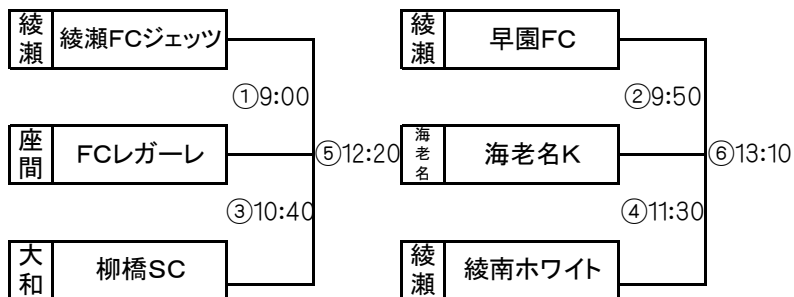 綾瀬 綾瀬FCジェッツ
①9:00
座間 FCレガーレ
⑤12:20
③10:40
大和 柳橋SC
綾瀬 早園FC
②9:50
海老名 海老名K
⑥13:10
④11:30
綾瀬 綾南ホワイト